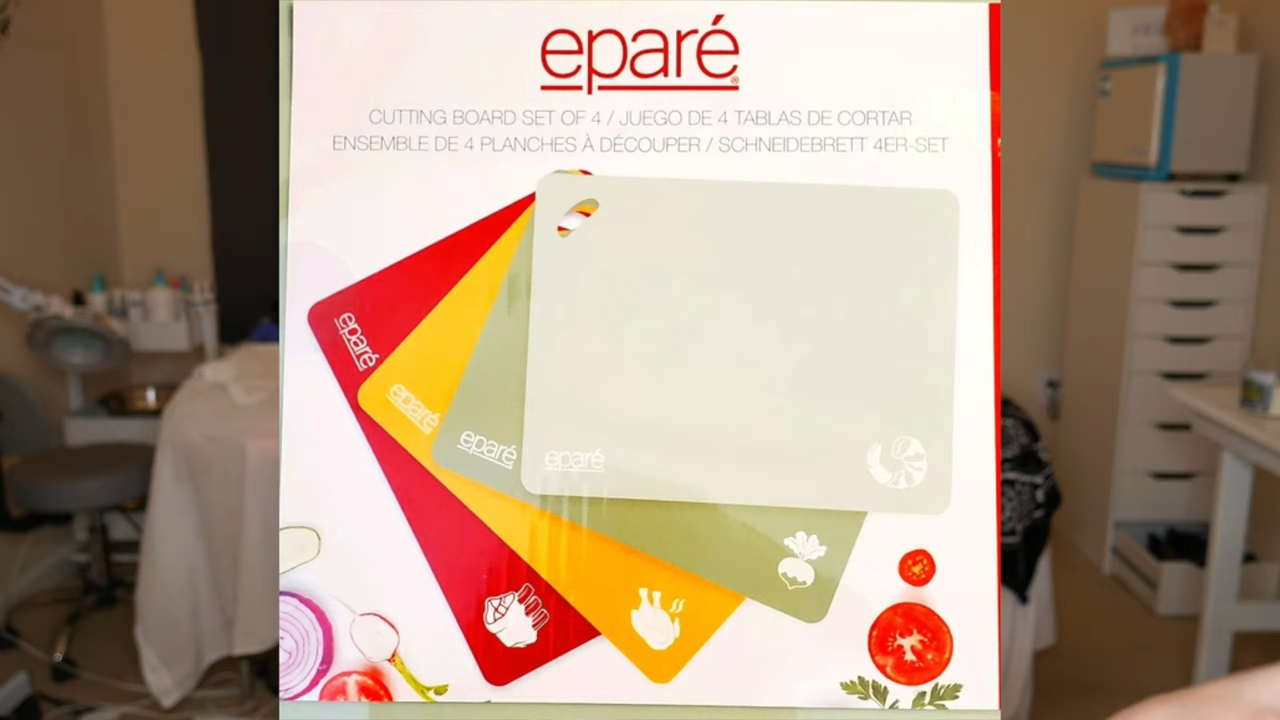 eparé
CUTTING BOARD SET OF 4 / JUEGO DE 4 TABLAS DE CORTAR
ENSEMBLE DE 4 PLANCHES À DÉCOUPER / SCHNEIDEBRETT 4ER-SET
eparé
eparé
eparé
eparé